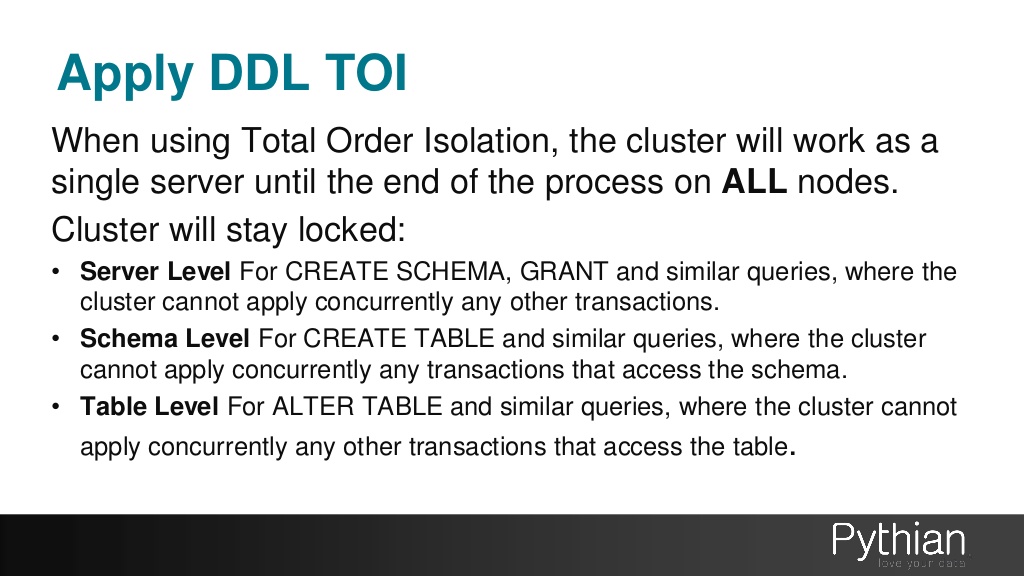 Apply DDL TOI
When using Total Order Isolation, the cluster will work as a
single server until the end of the process on ALL nodes.
Cluster will stay locked:
• Server Level For CREATE SCHEMA, GRANT and similar queries, where the
cluster cannot apply concurrently any other transactions.
• Schema Level For CREATE TABLE and similar queries, where the cluster
cannot apply concurrently any transactions that access the schema.
• Table Level For ALTER TABLE and similar queries, where the cluster cannot
apply concurrently any other transactions that access the table.
Pythian
love your data